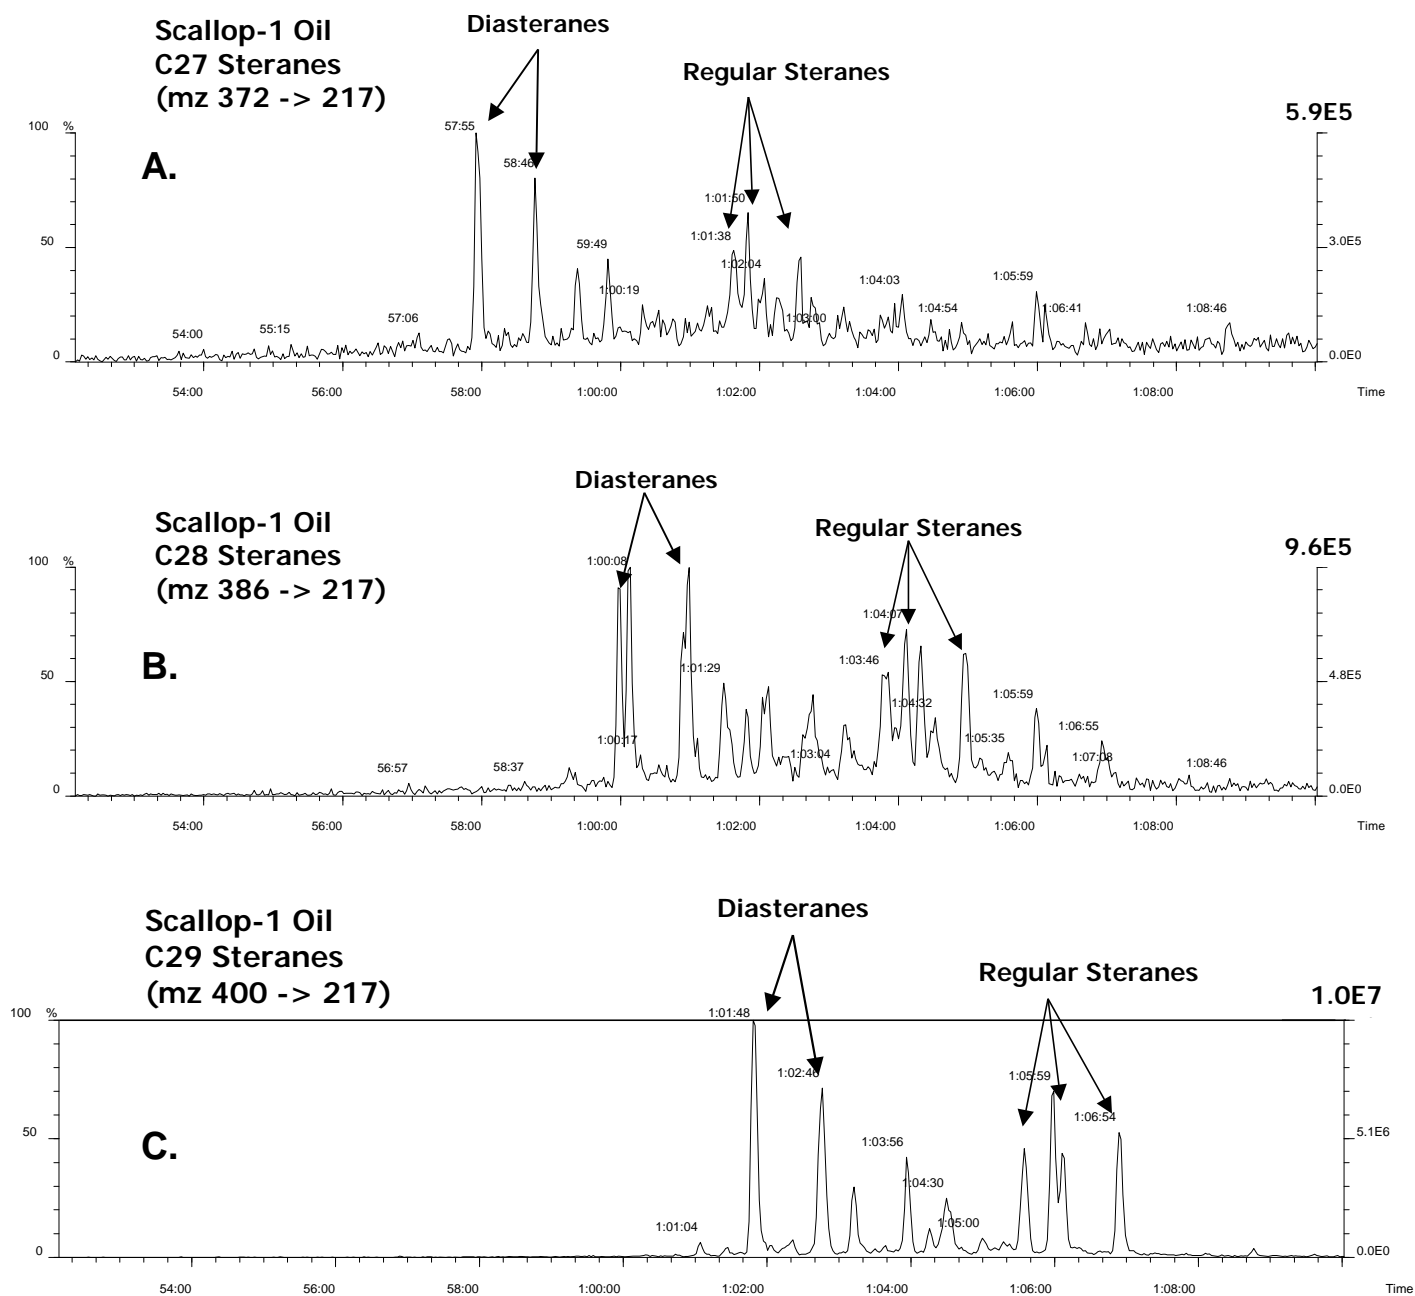 Scallop-1 Oil
C27 Steranes
(mz 372 -> 217)
Diasteranes
Regular Steranes
5.9E5
A.
100 %
50
0
57:55
58:46
59:49
1:00:19
1:01:38
1:01:50
1:02:04
1:03:00
1:04:03
1:04:54
1:05:59
1:06:41
1:08:46
54:00
55:15
57:06
3.0E5
0.0E0
54:00 56:00 58:00 1:00:00 1:02:00 1:04:00 1:06:00 1:08:00 Time
Scallop-1 Oil
C28 Steranes
(mz 386 -> 217)
Diasteranes
Regular Steranes
9.6E5
B.
100 %
50
0
56:57
58:37
1:00:08
1:00:17
1:01:29
1:03:04
1:03:46
1:04:07
1:04:32
1:05:35
1:05:59
1:06:55
1:07:08
1:08:46
4.8E5
0.0E0
54:00 56:00 58:00 1:00:00 1:02:00 1:04:00 1:06:00 1:08:00 Time
Scallop-1 Oil
C29 Steranes
(mz 400 -> 217)
Diasteranes
Regular Steranes
1.0E7
C.
100 %
50
0
1:01:04
1:01:48
1:02:46
1:03:56
1:04:30
1:05:00
1:05:59
1:06:54
5.1E6
0.0E0
54:00 56:00 58:00 1:00:00 1:02:00 1:04:00 1:06:00 1:08:00 Time